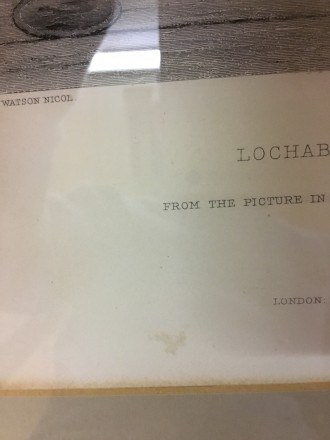 WATSON NICOL.
LOCHAB
FROM THE PICTURE IN
LONDON